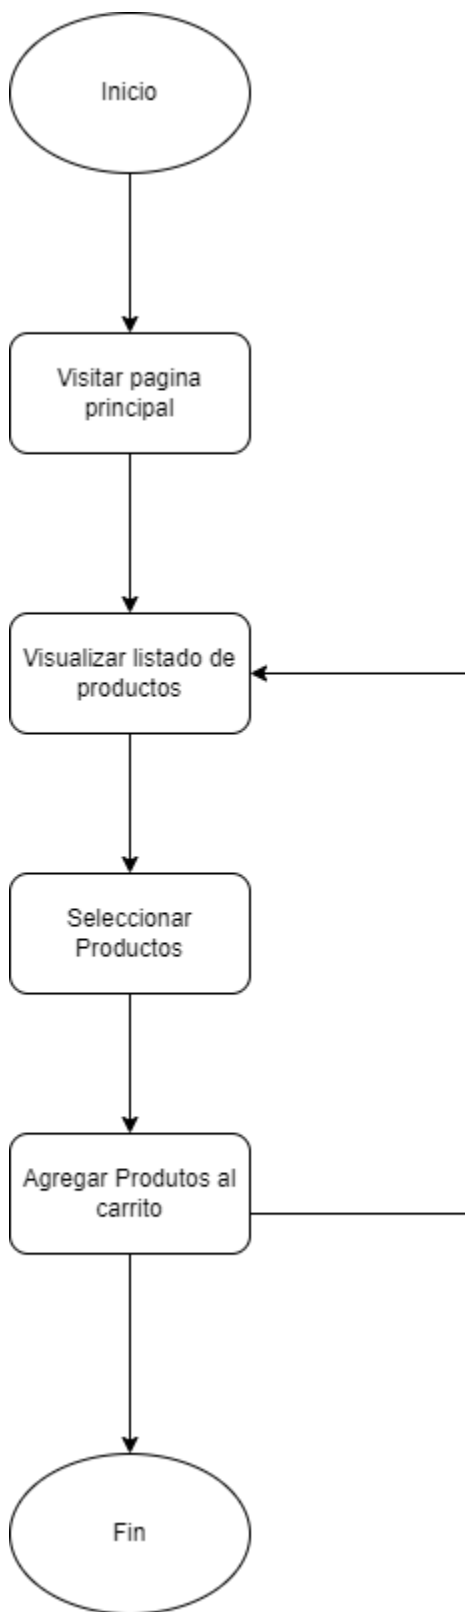 Inicio
Visitar pagina
principal
Visualizar listado de
productos
Seleccionar
Productos
Agregar Produtos al
carrito
Fin